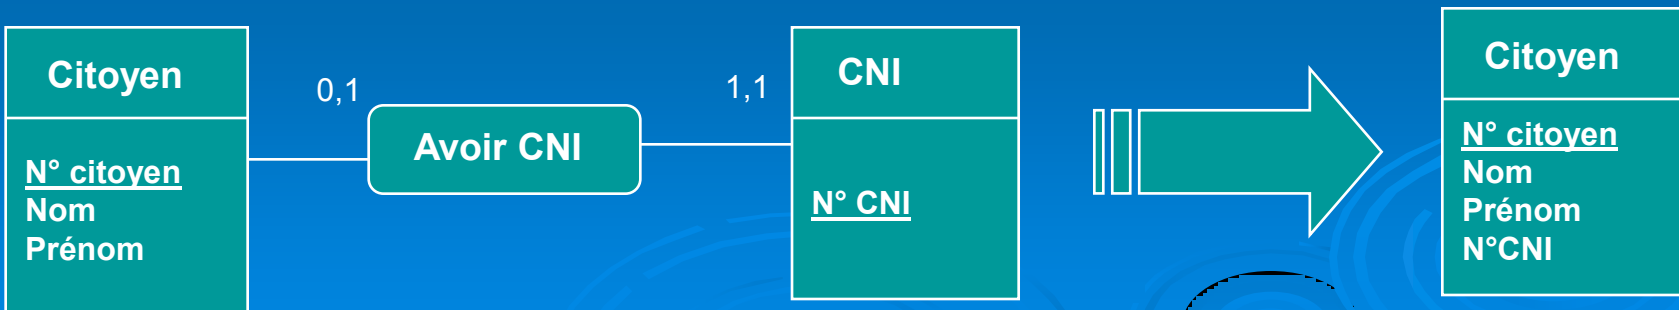 Citoyen
N° citoyen
Nom
Prénom
0,1
Avoir CNI
1,1
CNI
N° CNI
Citoyen
N° citoyen
Nom
Prénom
N°CNI